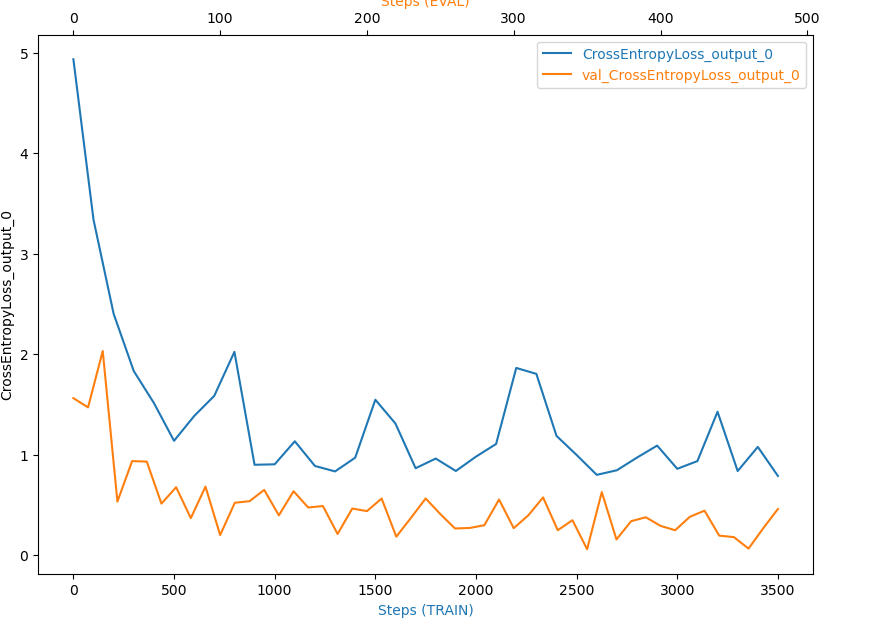 Steps (EVAL)
0 100 200 300 400 500
CrossEntropyLoss_output_0
val_CrossEntropyLoss_output_0
5
4
3
2
1
0
CrossEntropyLoss_output_0
0 500 1000 1500 2000 2500 3000 3500
Steps (TRAIN)